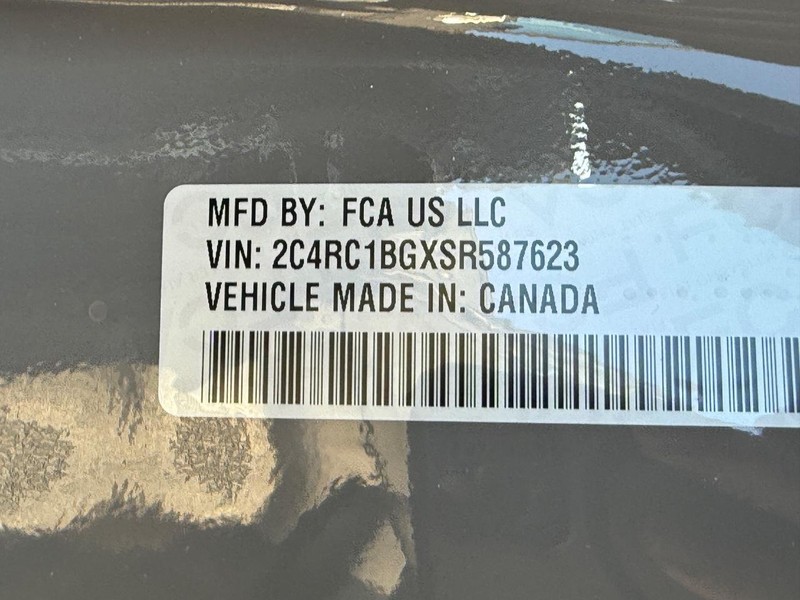 MFD BY: FCA US LLC
VIN: 2C4RC1BGXSR587623
VEHICLE MADE IN: CANADA